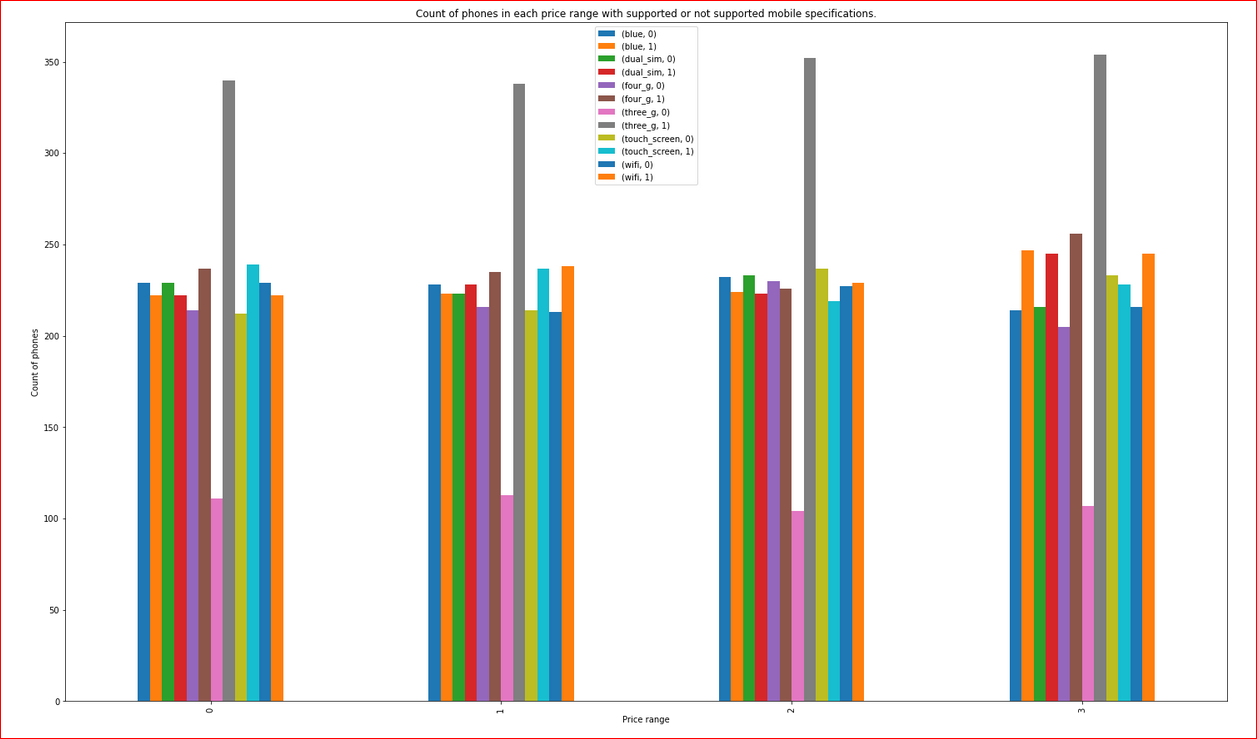 Count of phones in each price range with supported or not supported mobile specifications.
(blue, 0)
(blue, 1)
(dual_sim, 0)
(dual_sim, 1)
(four_g, 0)
(four_g, 1)
(three_g, 0)
(three_g, 1)
(touch_screen, 0)
(touch_screen, 1)
(wifi, 0)
(wifi, 1)
350
300
250
200
150
100
50
0
Count of phones
0
1
2
3
Price range